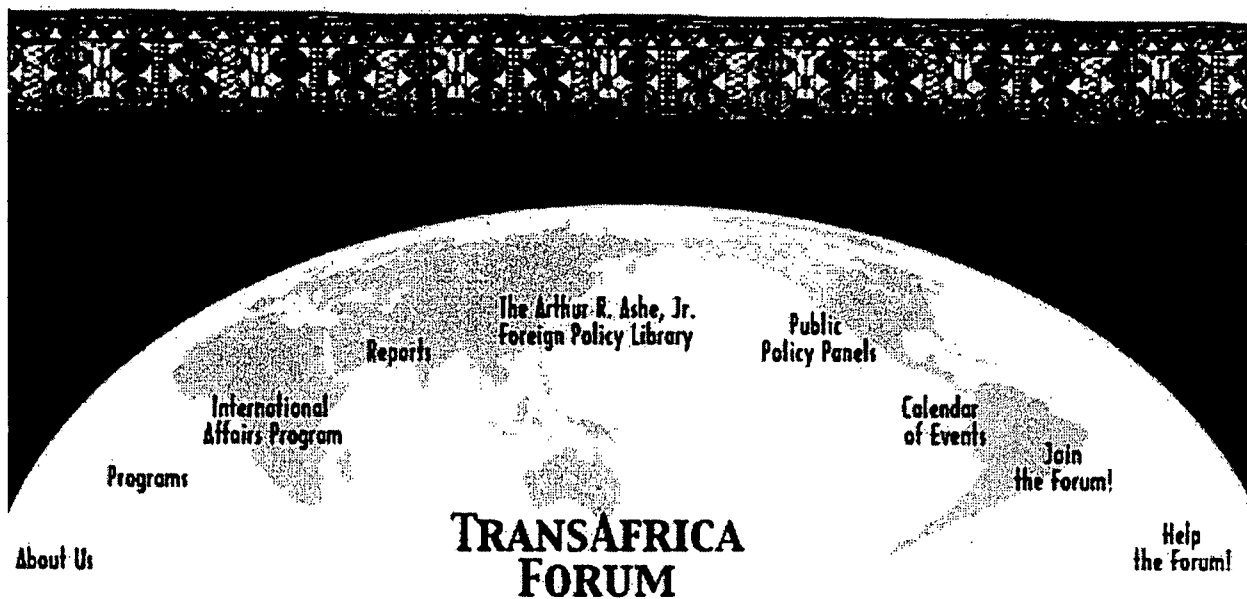 The Arthur R. Ashe, Jr.
Foreign Policy Library
Public
Policy Panels
Reports
International
Affairs Program
Calendar
of Events
Join
the Forum!
Programs
TRANSAFRICA
FORUM
About Us
Help
the Forum!